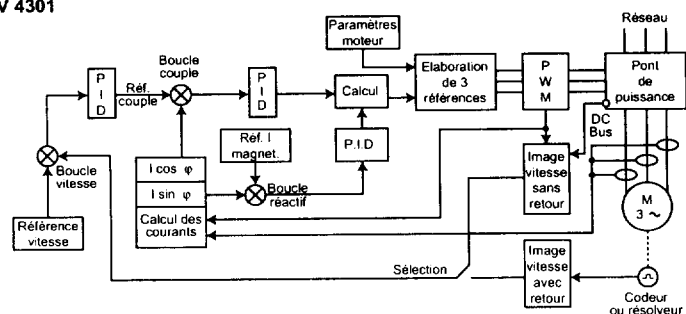 V 4301
Réseau
Paramètres
moteur
Boucle
couple
P
I
D
Réf.
couple
P
I
D
Calcul
Elaboration
de 3
références
P
W
M
Pont
de
puissance
DC
Bus
Réf. I
magnet.
P.I.D
Boucle
vitesse
I cos φ
I sin φ
Calcul des
courants
Boucle
réactif
Image
vitesse
sans
retour
M
3 ~
Référence
vitesse
Sélection
Image
vitesse
avec
retour
Codeur
ou résolveur